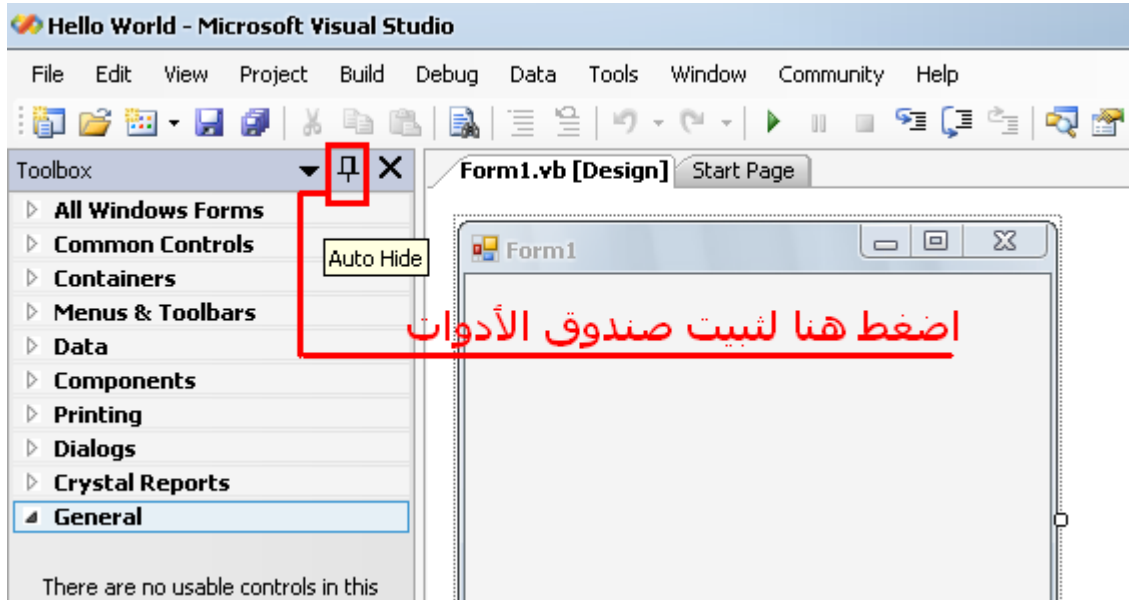 Hello World - Microsoft Visual Studio
File Edit View Project Build Debug Data Tools Window Community Help
Toolbox
Form1.vb [Design] Start Page
All Windows Forms
Common Controls
Auto Hide
Form1
Containers
Menus & Toolbars
اضغط هنا لثبيت صندوق الأدوات
Data
Components
Printing
Dialogs
Crystal Reports
General
There are no usable controls in this